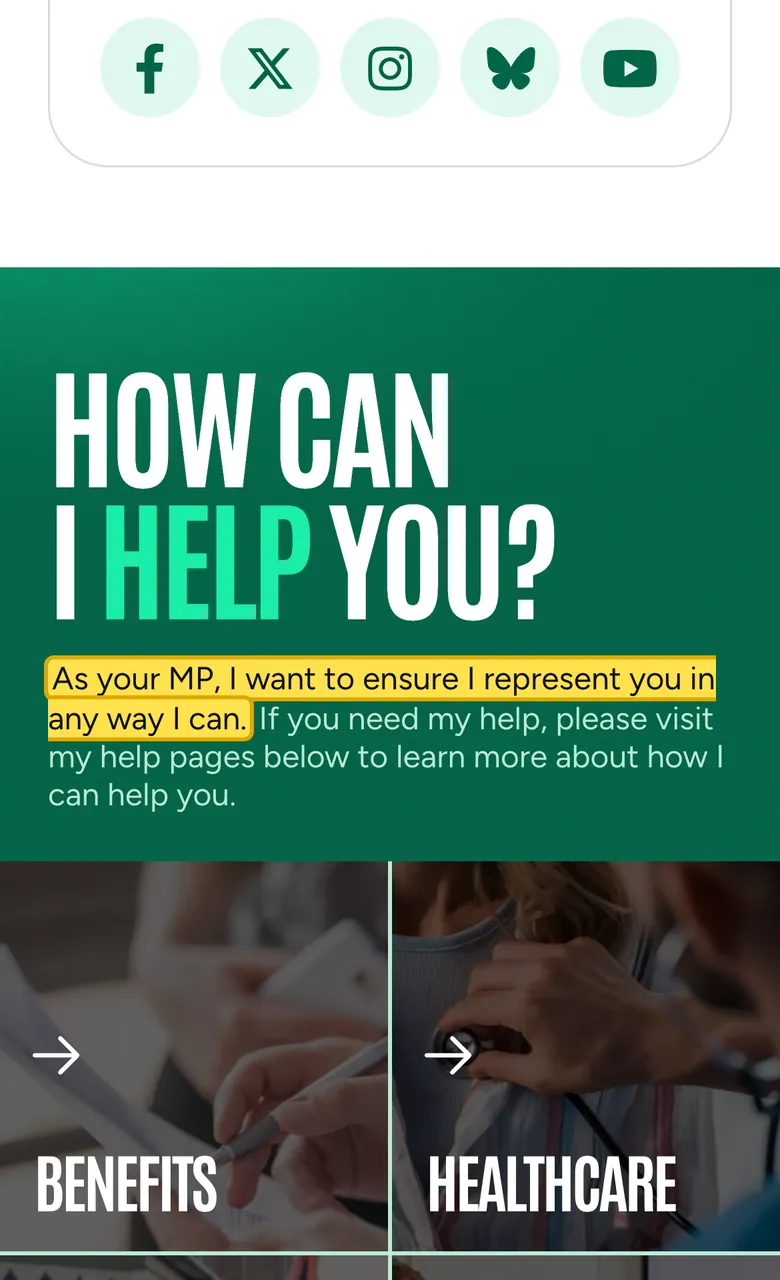 HOW CAN
I HELP YOU?
As your MP, I want to ensure I represent you in
any way I can. If you need my help, please visit
my help pages below to learn more about how I
can help you.
BENEFITS
HEALTHCARE